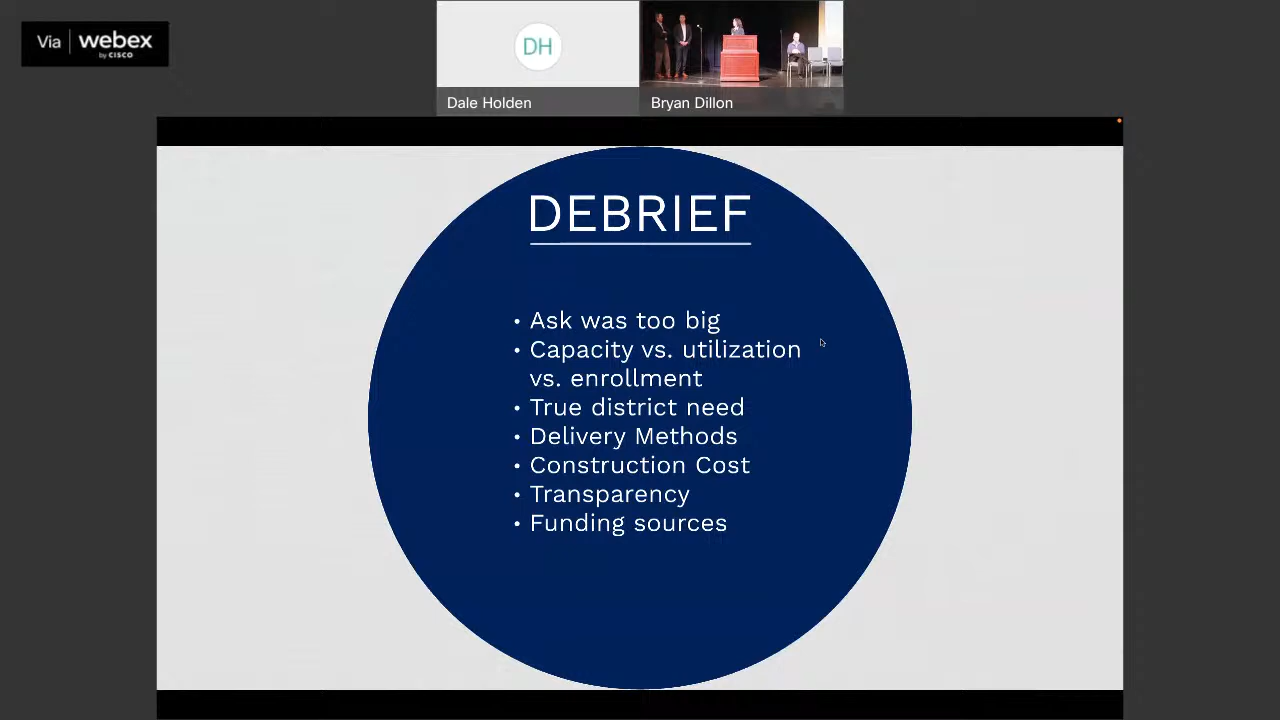 Via webex
by CISCO
DH
Dale Holden
Bryan Dillon
DEBRIEF
• Ask was too big
• Capacity vs. utilization
vs. enrollment
• True district need
• Delivery Methods
• Construction Cost
• Transparency
• Funding sources